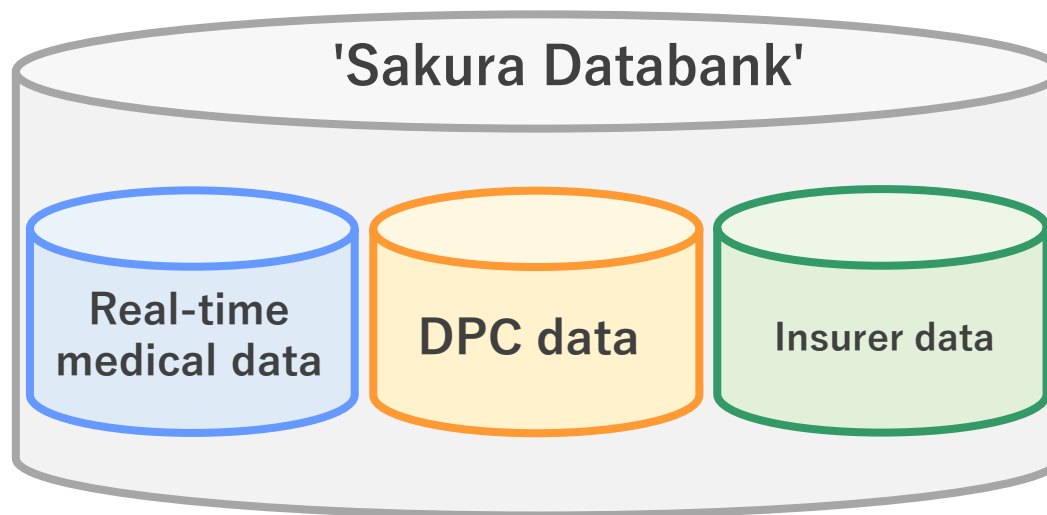 'Sakura Databank'
Real-time
medical data
DPC data
Insurer data